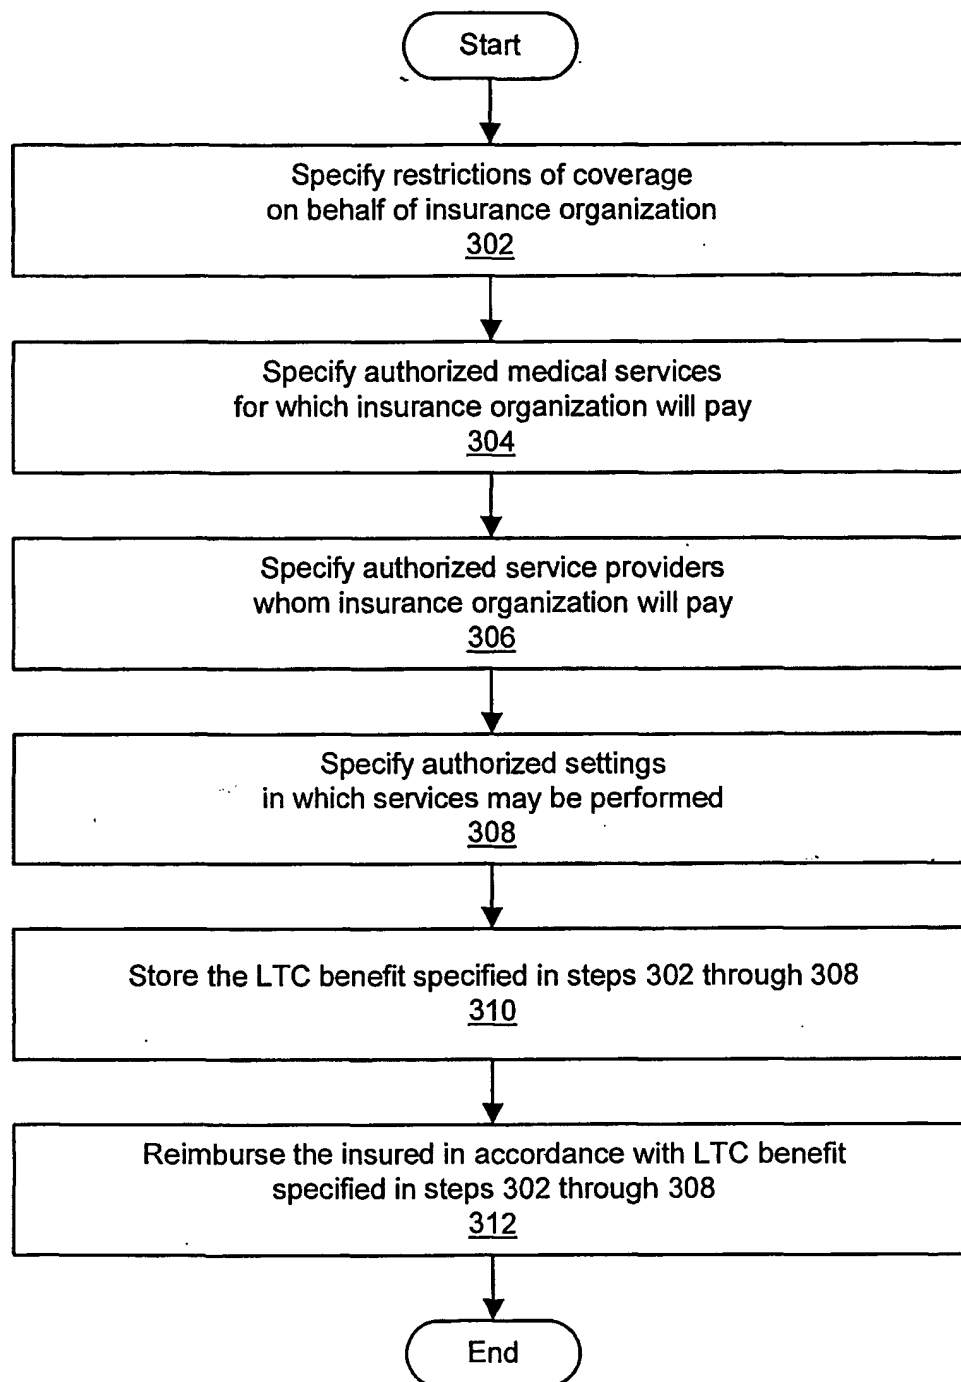 Start
Specify restrictions of coverage
on behalf of insurance organization
302
Specify authorized medical services
for which insurance organization will pay
304
Specify authorized service providers
whom insurance organization will pay
306
Specify authorized settings
in which services may be performed
308
Store the LTC benefit specified in steps 302 through 308
310
Reimburse the insured in accordance with LTC benefit
specified in steps 302 through 308
312
End